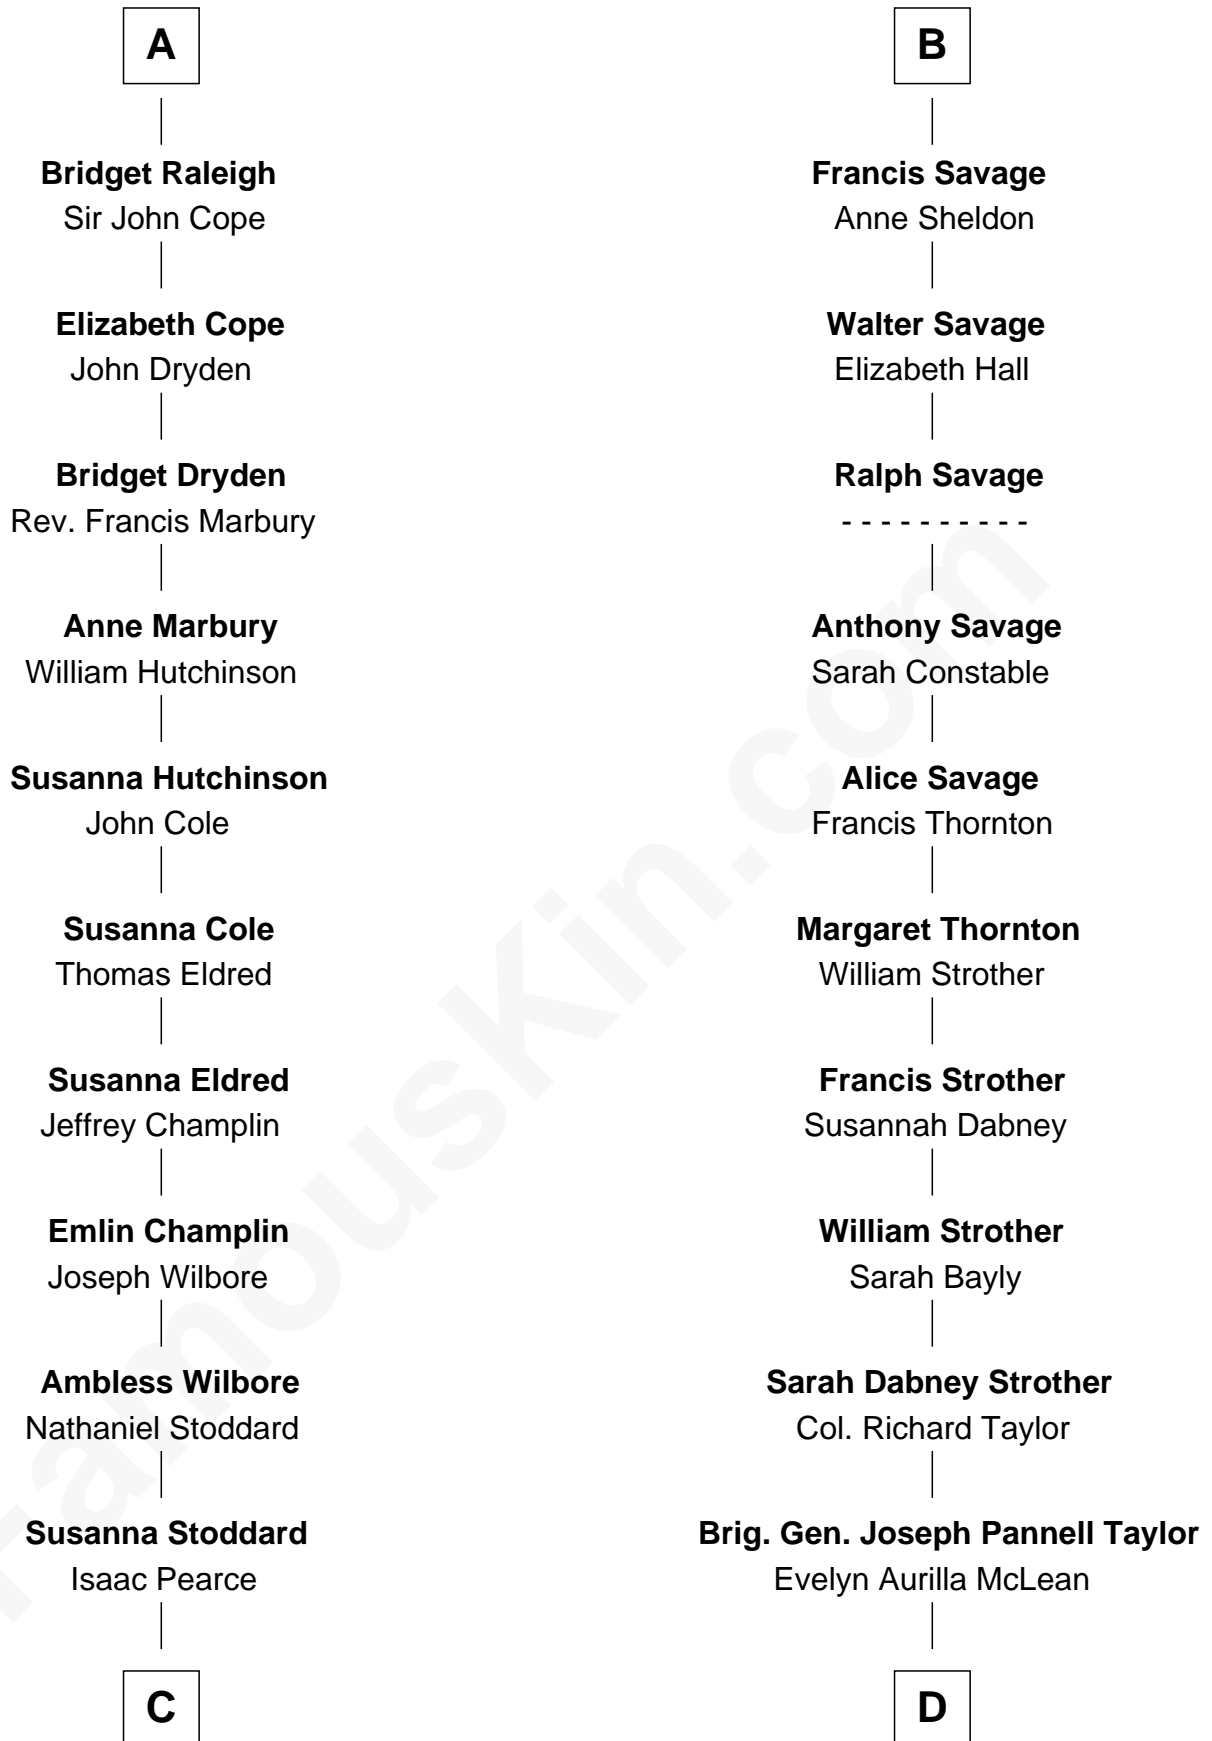 A
Bridget Raleigh
Sir John Cope
Elizabeth Cope
John Dryden
Bridget Dryden
Rev. Francis Marbury
Anne Marbury
William Hutchinson
Susanna Hutchinson
John Cole
Susanna Cole
Thomas Eldred
Susanna Eldred
Jeffrey Champlin
Emlin Champlin
Joseph Wilbore
Ambless Wilbore
Nathaniel Stoddard
Susanna Stoddard
Isaac Pearce
C
B
Francis Savage
Anne Sheldon
Walter Savage
Elizabeth Hall
Ralph Savage
- - - - - - - - - -
Anthony Savage
Sarah Constable
Alice Savage
Francis Thornton
Margaret Thornton
William Strother
Francis Strother
Susannah Dabney
William Strother
Sarah Bayly
Sarah Dabney Strother
Col. Richard Taylor
Brig. Gen. Joseph Pannell Taylor
Evelyn Aurilla McLean
D
FamousKin.com